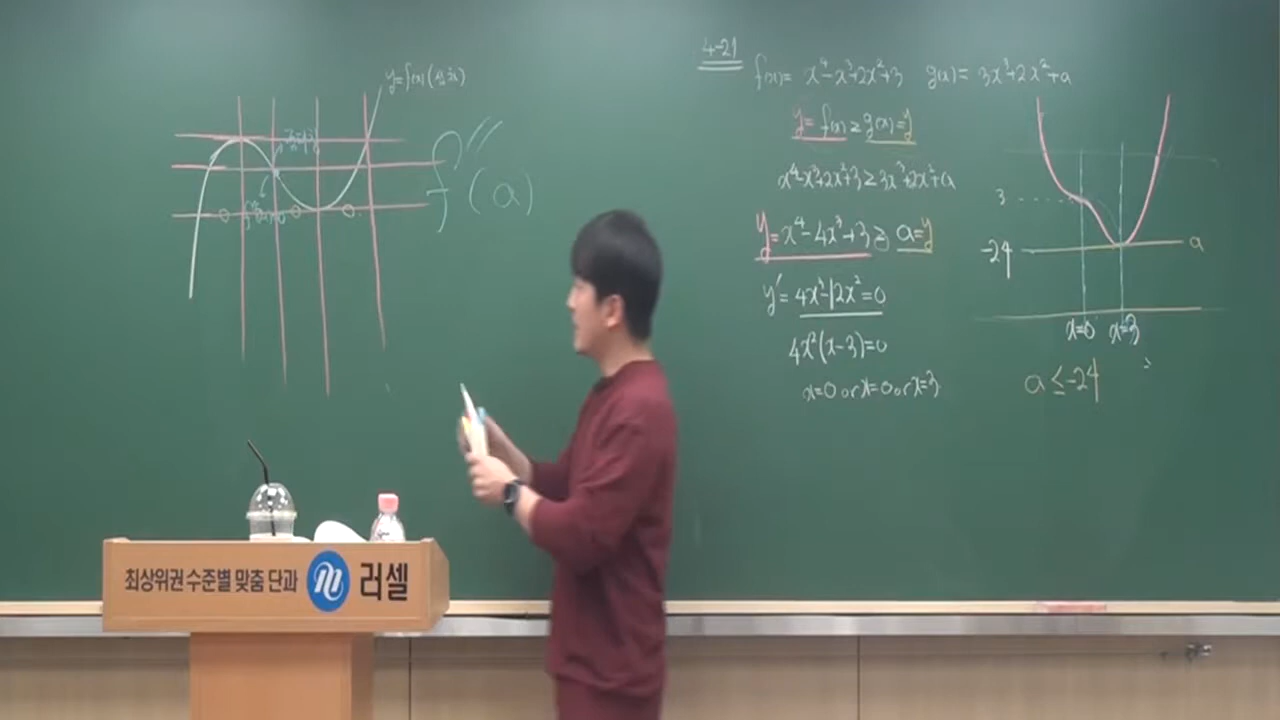 y=f(x)(삼차)
f''
f'(a)
4-21
f(x)= x⁴-x³+2x²+3 g(x)= 3x³+2x²+a
y= f(x) ≥ g(x)=y
x⁴-x³+2x²+3≥3x³+2x²+a
y=x⁴-4x³+3 ≥ a=y
y'= 4x³-12x²=0
4x²(x-3)=0
x=0 or x=0 or x=3
3
-24
a
x=0 x=3
a≤-24
최상위권 수준별 맞춤 단과 러셀